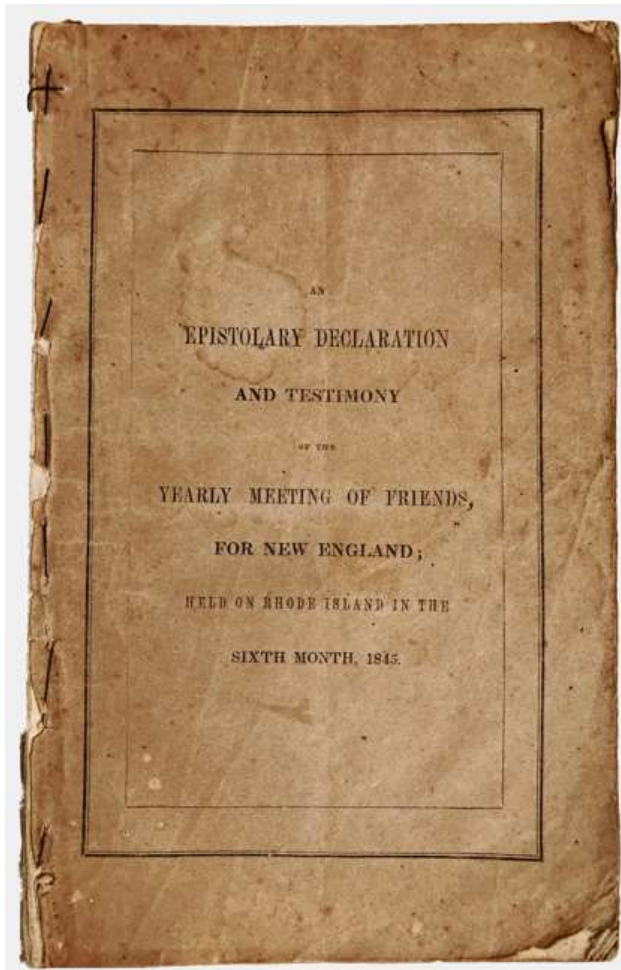 AN
EPISTOLARY DECLARATION
AND TESTIMONY
OF THE
YEARLY MEETING OF FRIENDS,
FOR NEW ENGLAND;
HELD ON RHODE ISLAND IN THE
SIXTH MONTH, 1845.